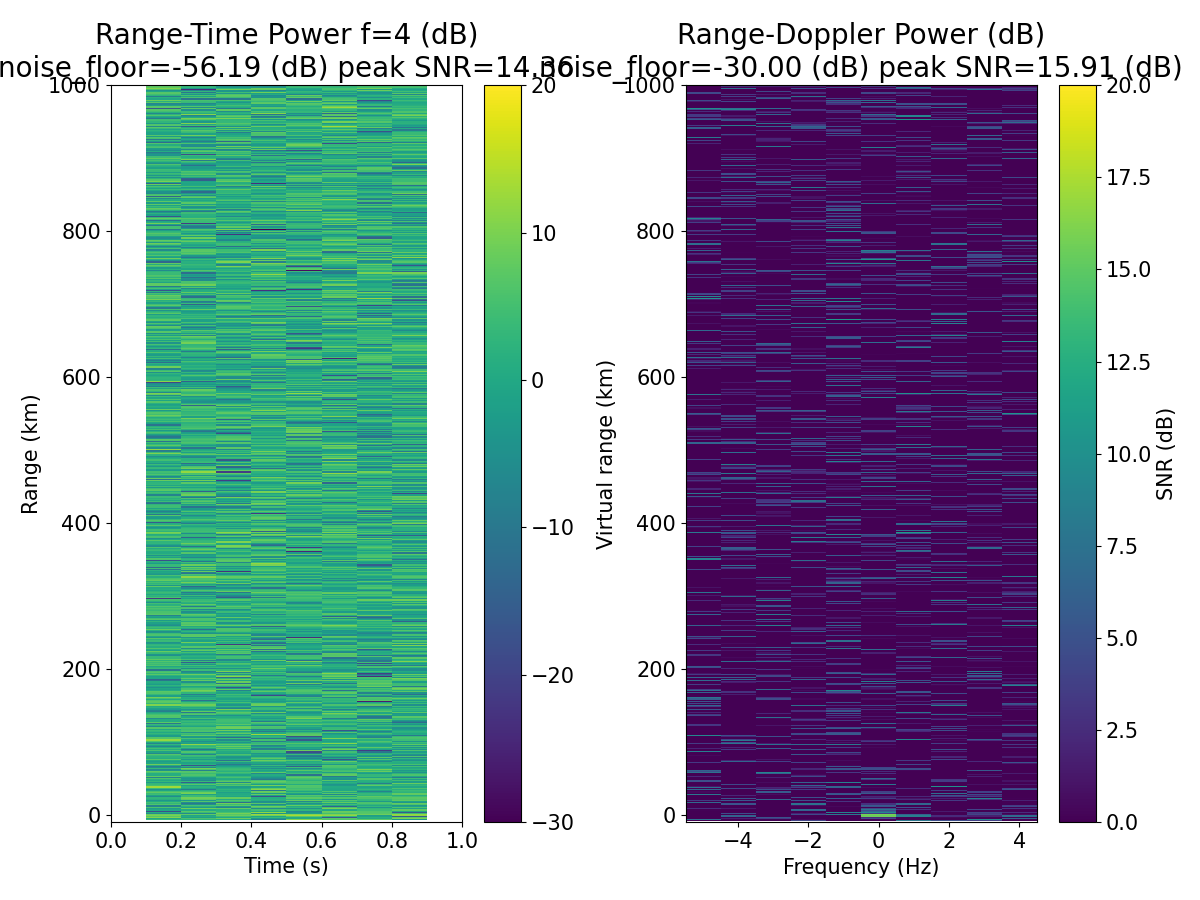 Range-Time Power f=4 (dB)
noise_floor=-56.19 (dB) peak SNR=14.36
Range-Doppler Power (dB)
noise_floor=-30.00 (dB) peak SNR=15.91 (dB)
1000
800
600
400
200
0
Range (km)
0.0 0.2 0.4 0.6 0.8 1.0
Time (s)
20
10
0
−10
−20
−30
1000
800
600
400
200
0
Virtual range (km)
−4 −2 0 2 4
Frequency (Hz)
20.0
17.5
15.0
12.5
10.0
7.5
5.0
2.5
0.0
SNR (dB)